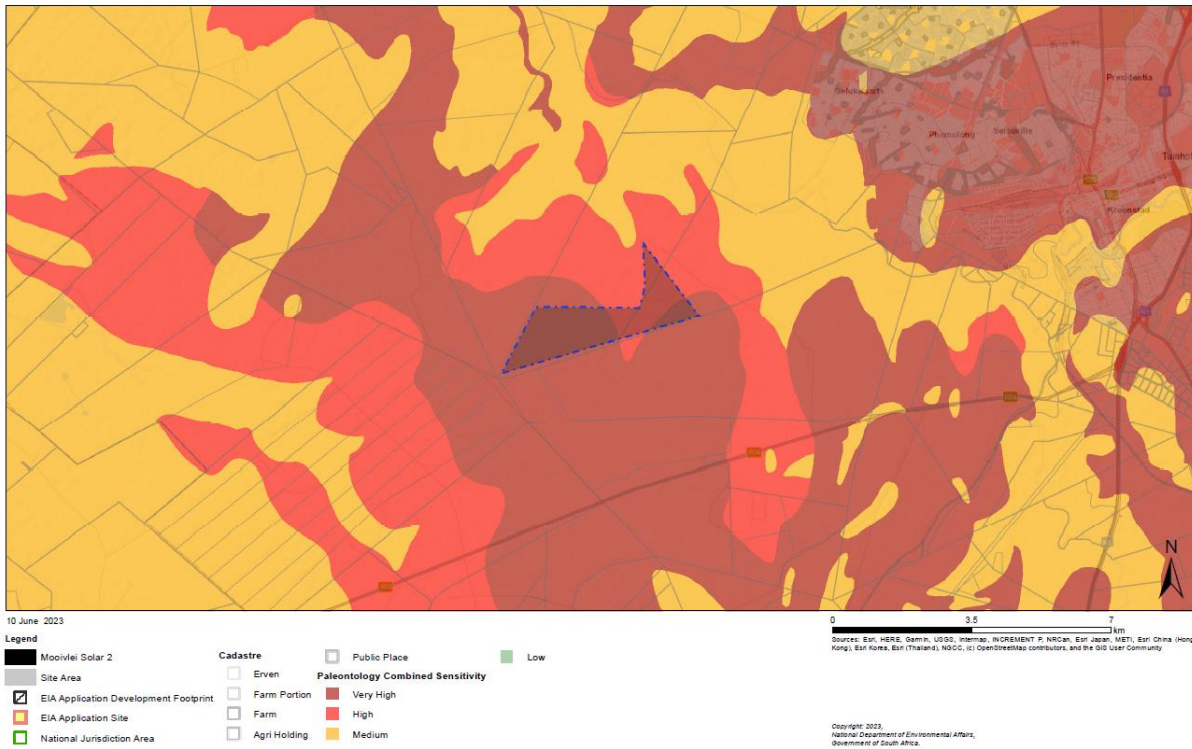 Gelukwaarts
Presidentia
Phomolong
Seisoville
Tuinhof
Kroonstad
N
10 June 2023
0 3.5 7
km
Legend
Mooivlei Solar 2
Site Area
EIA Application Development Footprint
EIA Application Site
National Jurisdiction Area
Cadastre
Erven
Farm Portion
Farm
Agri Holding
Public Place
Paleontology Combined Sensitivity
Very High
High
Medium
Low
Sources: Esri, HERE, Garmin, USGS, Intermap, INCREMENT P, NRCan, Esri Japan, METI, Esri China (Hong
Kong), Esri Korea, Esri (Thailand), NGCC, (c) OpenStreetMap contributors, and the GIS User Community
Copyright: 2023,
National Department of Environmental Affairs,
Government of South Africa.